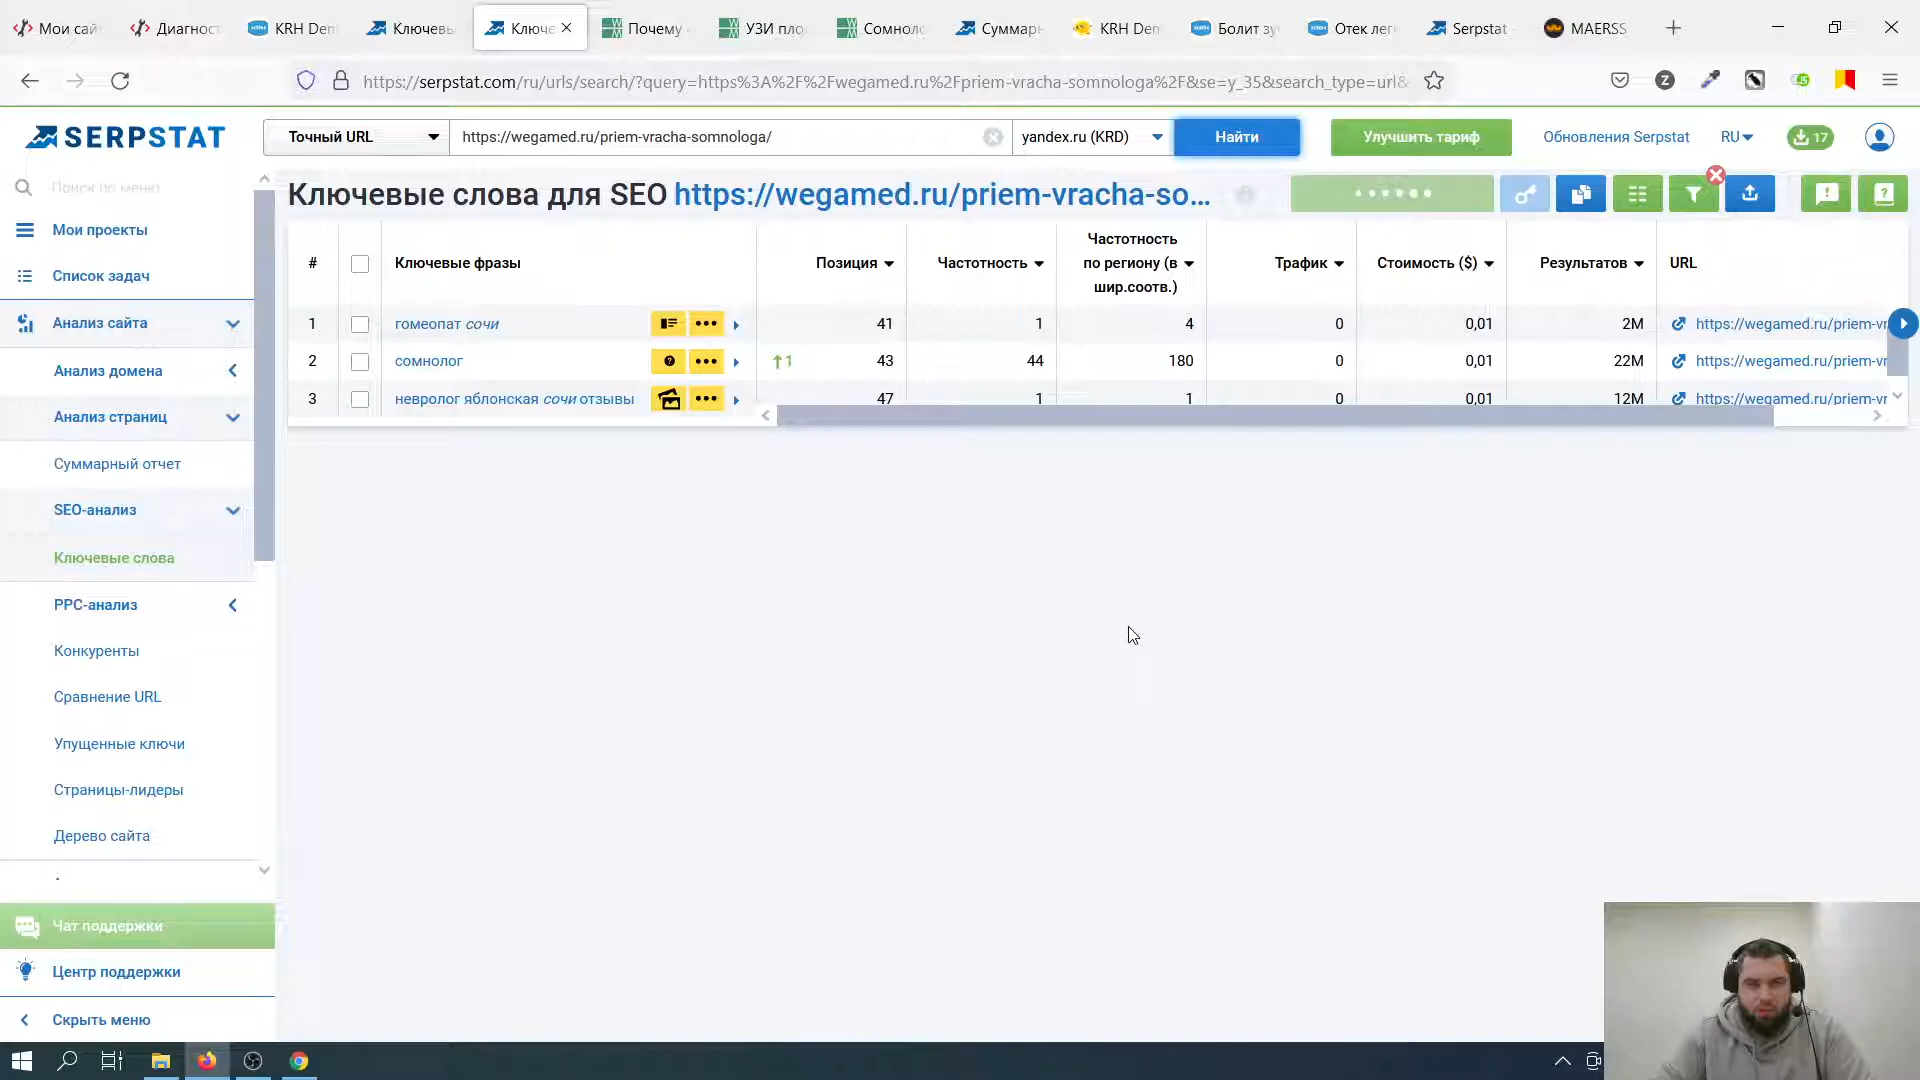 Мои сай
Диагнос
KRH Den
Ключевы
Ключе
Почему
УЗИ пло
Сомноло
Суммарн
KRH Den
Болит зу
Отек лег
Serpstat
MAERSS
https://serpstat.com/ru/urls/search/?query=https%3A%2F%2Fwegamed.ru%2Fpriem-vracha-somnologa%2F&se=y_35&search_type=url&
SERPSTAT
Точный URL
https://wegamed.ru/priem-vracha-somnologa/
yandex.ru (KRD)
Найти
Улучшить тариф
Обновления Serpstat
RU
17
Поиск по меню
Ключевые слова для SEO https://wegamed.ru/priem-vracha-so...
Мои проекты
Список задач
Анализ сайта
Анализ домена
Анализ страниц
Суммарный отчет
SEO-анализ
Ключевые слова
PPC-анализ
Конкуренты
Сравнение URL
Упущенные ключи
Страницы-лидеры
Дерево сайта
Чат поддержки
Центр поддержки
Скрыть меню
# Ключевые фразы Позиция Частотность Частотность по региону (в шир.соотв.) Трафик Стоимость ($) Результатов URL
1 гомеопат сочи 41 1 4 0 0,01 2M https://wegamed.ru/priem-vr
2 сомнолог 1 43 44 180 0 0,01 22M https://wegamed.ru/priem-vr
3 невролог яблонская сочи отзывы 47 1 1 0 0,01 12M https://wegamed.ru/priem-vr